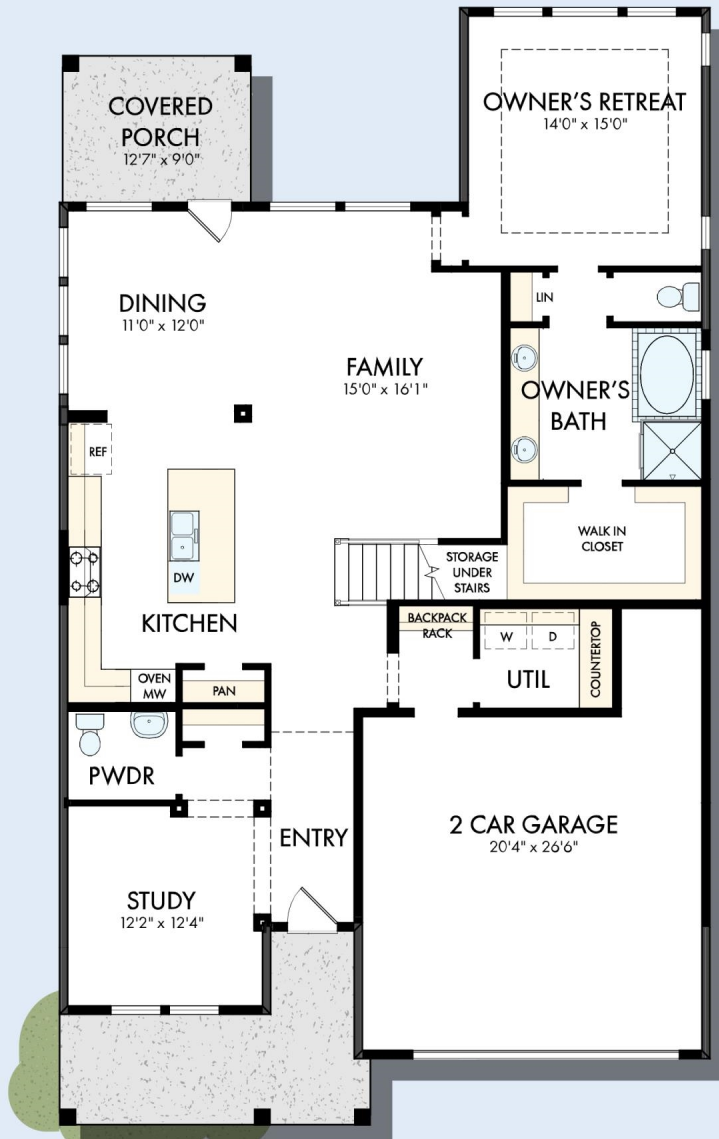 OWNER'S RETREAT
14'0" x 15'0"
COVERED
PORCH
12'7" x 9'0"
LIN
DINING
11'0" x 12'0"
FAMILY
15'0" x 16'1"
OWNER'S
BATH
REF
WALK IN
CLOSET
STORAGE
UNDER
STAIRS
DW
KITCHEN
BACKPACK
RACK
W
D
COUNTERTOP
UTIL
OVEN
MW
PAN
PWDR
ENTRY
2 CAR GARAGE
20'4" x 26'6"
STUDY
12'2" x 12'4"